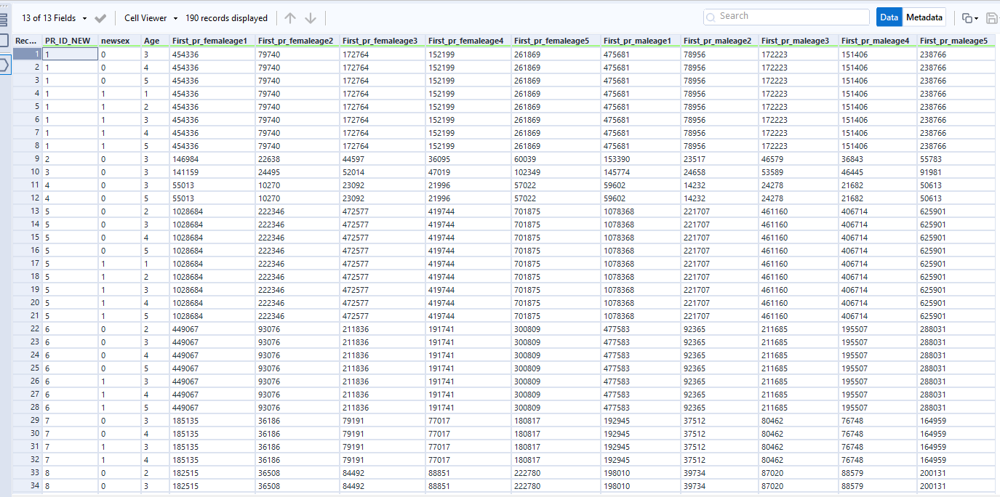 13 of 13 Fields Cell Viewer 190 records displayed Search Data Metadata
Rec... PR_ID_NEW newsex Age First_pr_femaleage1 First_pr_femaleage2 First_pr_femaleage3 First_pr_femaleage4 First_pr_femaleage5 First_pr_maleage1 First_pr_maleage2 First_pr_maleage3 First_pr_maleage4 First_pr_maleage5
1 1 0 3 454336 79740 172764 152199 261869 475681 78956 172223 151406 238766
2 1 0 4 454336 79740 172764 152199 261869 475681 78956 172223 151406 238766
3 1 0 5 454336 79740 172764 152199 261869 475681 78956 172223 151406 238766
4 1 1 1 454336 79740 172764 152199 261869 475681 78956 172223 151406 238766
5 1 1 2 454336 79740 172764 152199 261869 475681 78956 172223 151406 238766
6 1 1 3 454336 79740 172764 152199 261869 475681 78956 172223 151406 238766
7 1 1 4 454336 79740 172764 152199 261869 475681 78956 172223 151406 238766
8 1 1 5 454336 79740 172764 152199 261869 475681 78956 172223 151406 238766
9 2 0 3 146984 22638 44597 36095 60039 153390 23517 46579 36843 55783
10 3 0 3 141159 24495 52014 47019 102349 145774 24658 53589 46445 91981
11 4 0 3 55013 10270 23092 21996 57022 59602 14232 24278 21682 50613
12 4 0 5 55013 10270 23092 21996 57022 59602 14232 24278 21682 50613
13 5 0 2 1028684 222346 472577 419744 701875 1078368 221707 461160 406714 625901
14 5 0 3 1028684 222346 472577 419744 701875 1078368 221707 461160 406714 625901
15 5 0 4 1028684 222346 472577 419744 701875 1078368 221707 461160 406714 625901
16 5 0 5 1028684 222346 472577 419744 701875 1078368 221707 461160 406714 625901
17 5 1 1 1028684 222346 472577 419744 701875 1078368 221707 461160 406714 625901
18 5 1 2 1028684 222346 472577 419744 701875 1078368 221707 461160 406714 625901
19 5 1 3 1028684 222346 472577 419744 701875 1078368 221707 461160 406714 625901
20 5 1 4 1028684 222346 472577 419744 701875 1078368 221707 461160 406714 625901
21 5 1 5 1028684 222346 472577 419744 701875 1078368 221707 461160 406714 625901
22 6 0 2 449067 93076 211836 191741 300809 477583 92365 211685 195507 288031
23 6 0 3 449067 93076 211836 191741 300809 477583 92365 211685 195507 288031
24 6 0 4 449067 93076 211836 191741 300809 477583 92365 211685 195507 288031
25 6 0 5 449067 93076 211836 191741 300809 477583 92365 211685 195507 288031
26 6 1 3 449067 93076 211836 191741 300809 477583 92365 211685 195507 288031
27 6 1 4 449067 93076 211836 191741 300809 477583 92365 211685 195507 288031
28 6 1 5 449067 93076 211836 191741 300809 477583 92365 211685 195507 288031
29 7 0 3 185135 36186 79191 77017 180817 192945 37512 80462 76748 164959
30 7 0 4 185135 36186 79191 77017 180817 192945 37512 80462 76748 164959
31 7 1 3 185135 36186 79191 77017 180817 192945 37512 80462 76748 164959
32 7 1 4 185135 36186 79191 77017 180817 192945 37512 80462 76748 164959
33 8 0 2 182515 36508 84492 88851 222780 198010 39734 87020 88579 200131
34 8 0 3 182515 36508 84492 88851 222780 198010 39734 87020 88579 200131